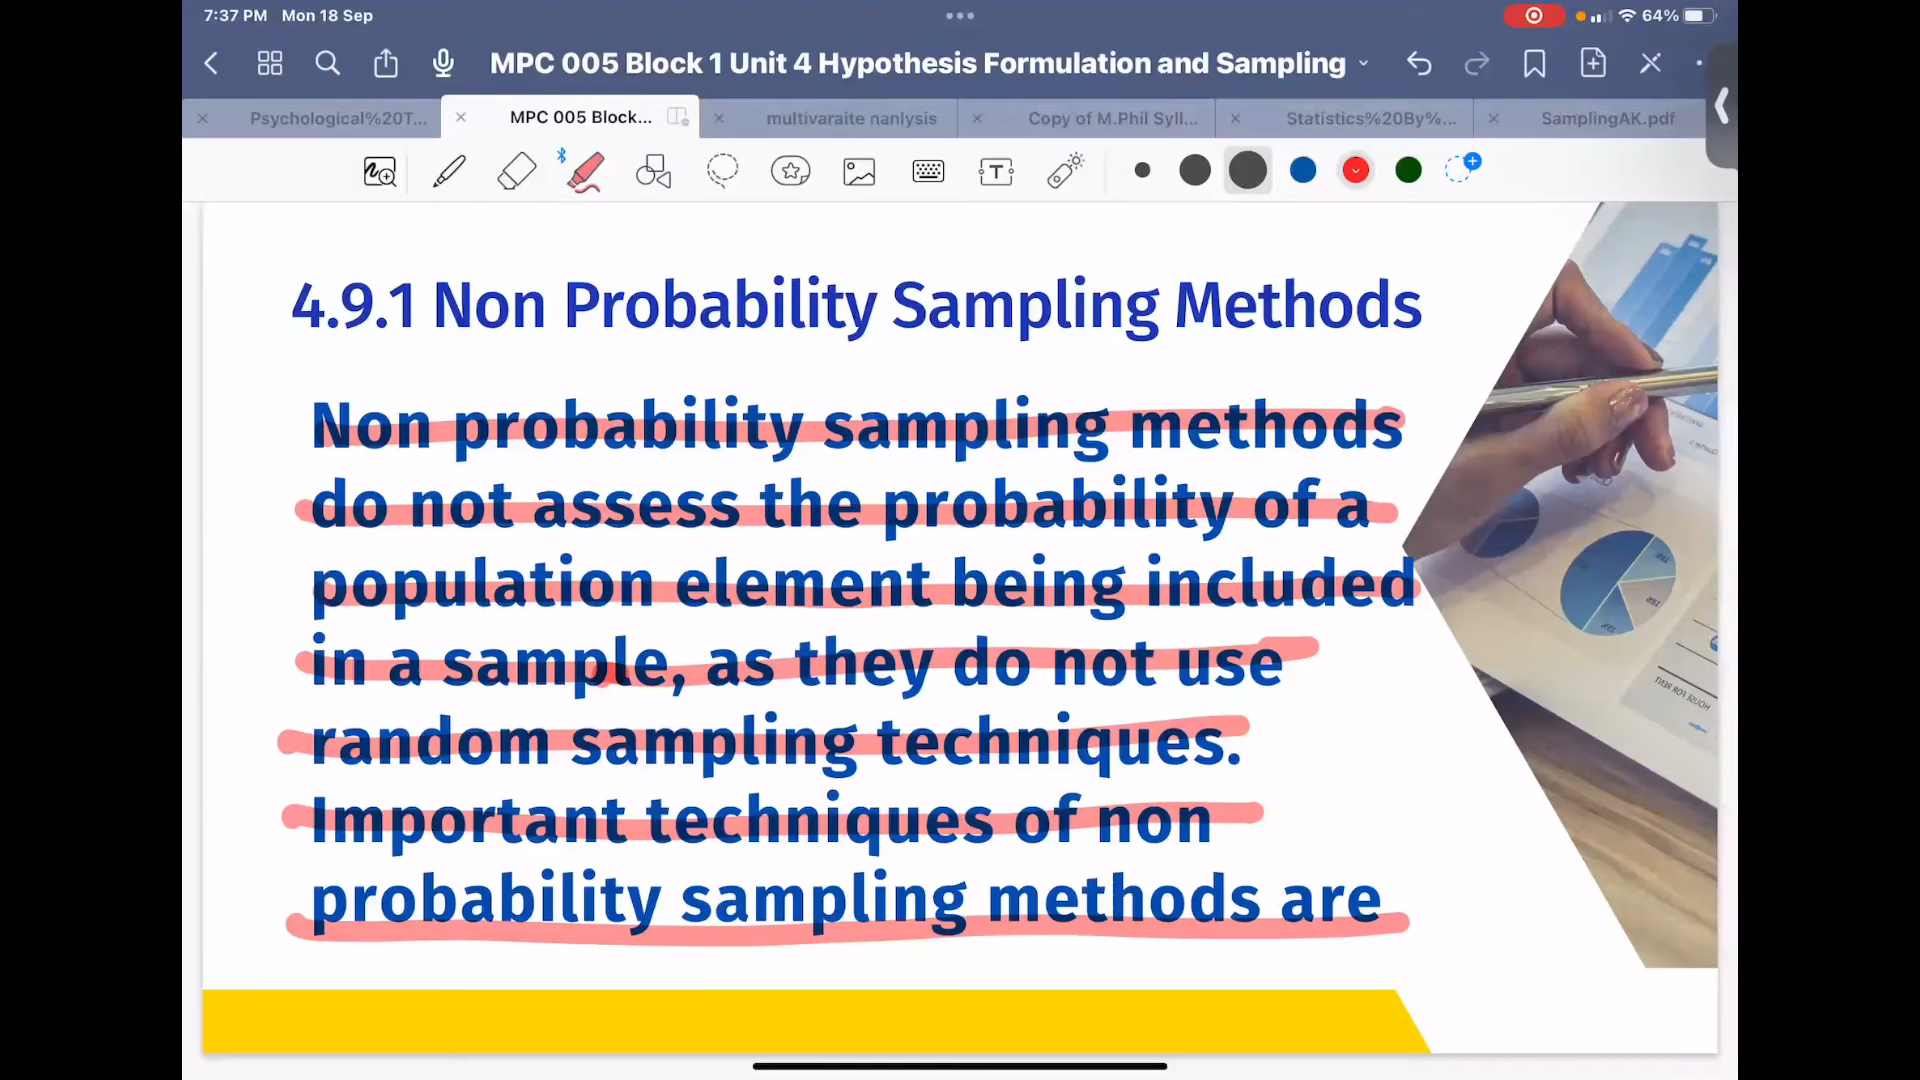 7:37 PM Mon 18 Sep
64%
MPC 005 Block 1 Unit 4 Hypothesis Formulation and Sampling
Psychological%20T...
MPC 005 Block...
multivaraite nanlysis
Copy of M.Phil Syll...
Statistics%20By%...
SamplingAK.pdf
T
4.9.1 Non Probability Sampling Methods
Non probability sampling methods
do not assess the probability of a
population element being included
in a sample, as they do not use
random sampling techniques.
Important techniques of non
probability sampling methods are
HOUSE FOR RENT